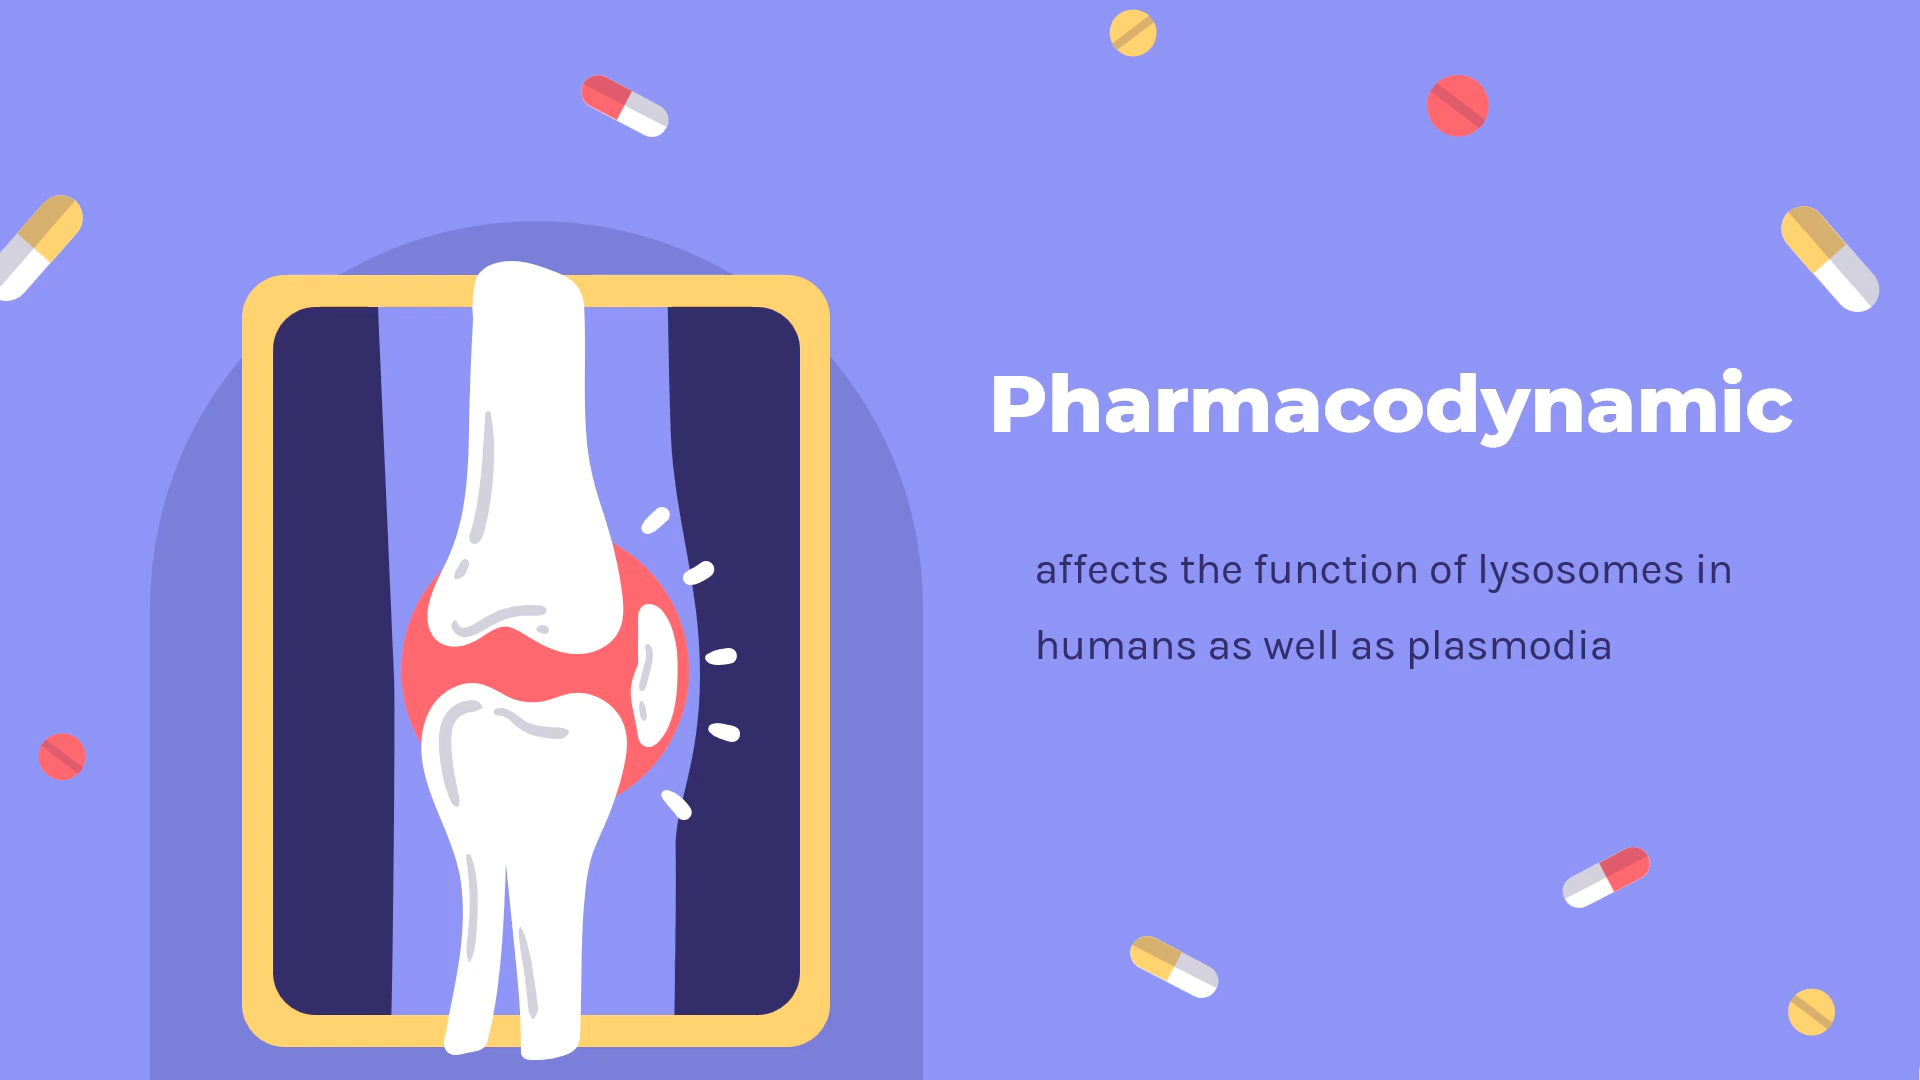 Pharmacodynamic
affects the function of lysosomes in
humans as well as plasmodia